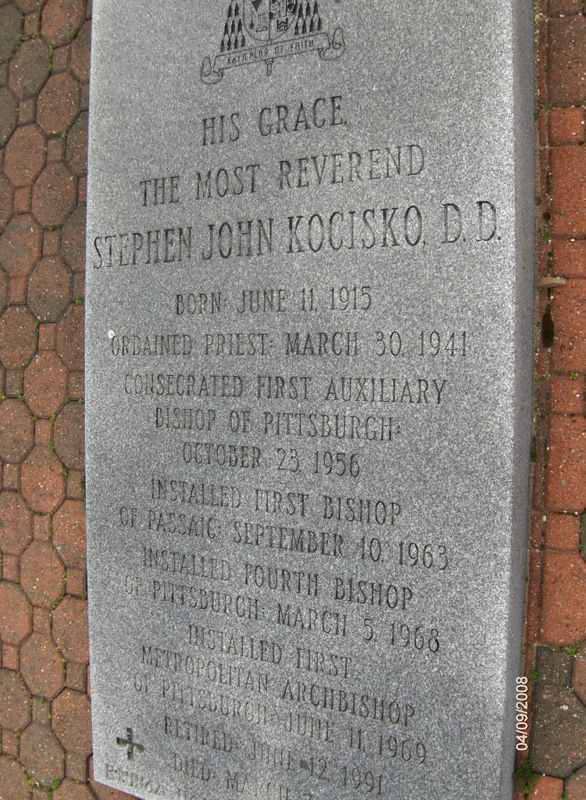 HIS GRACE,
THE MOST REVEREND
STEPHEN JOHN KOCISKO, D.D.
BORN: JUNE 11, 1915
ORDAINED PRIEST: MARCH 30, 1941
CONSECRATED FIRST AUXILIARY
BISHOP OF PITTSBURGH:
OCTOBER 23, 1956
INSTALLED FIRST BISHOP
OF PASSAIC: SEPTEMBER 10, 1963
INSTALLED FOURTH BISHOP
OF PITTSBURGH: MARCH 5, 1968
INSTALLED FIRST
METROPOLITAN ARCHBISHOP
OF PITTSBURGH: JUNE 11, 1969
RETIRED: JUNE 12, 1991
DIED: MARCH
04/09/2008